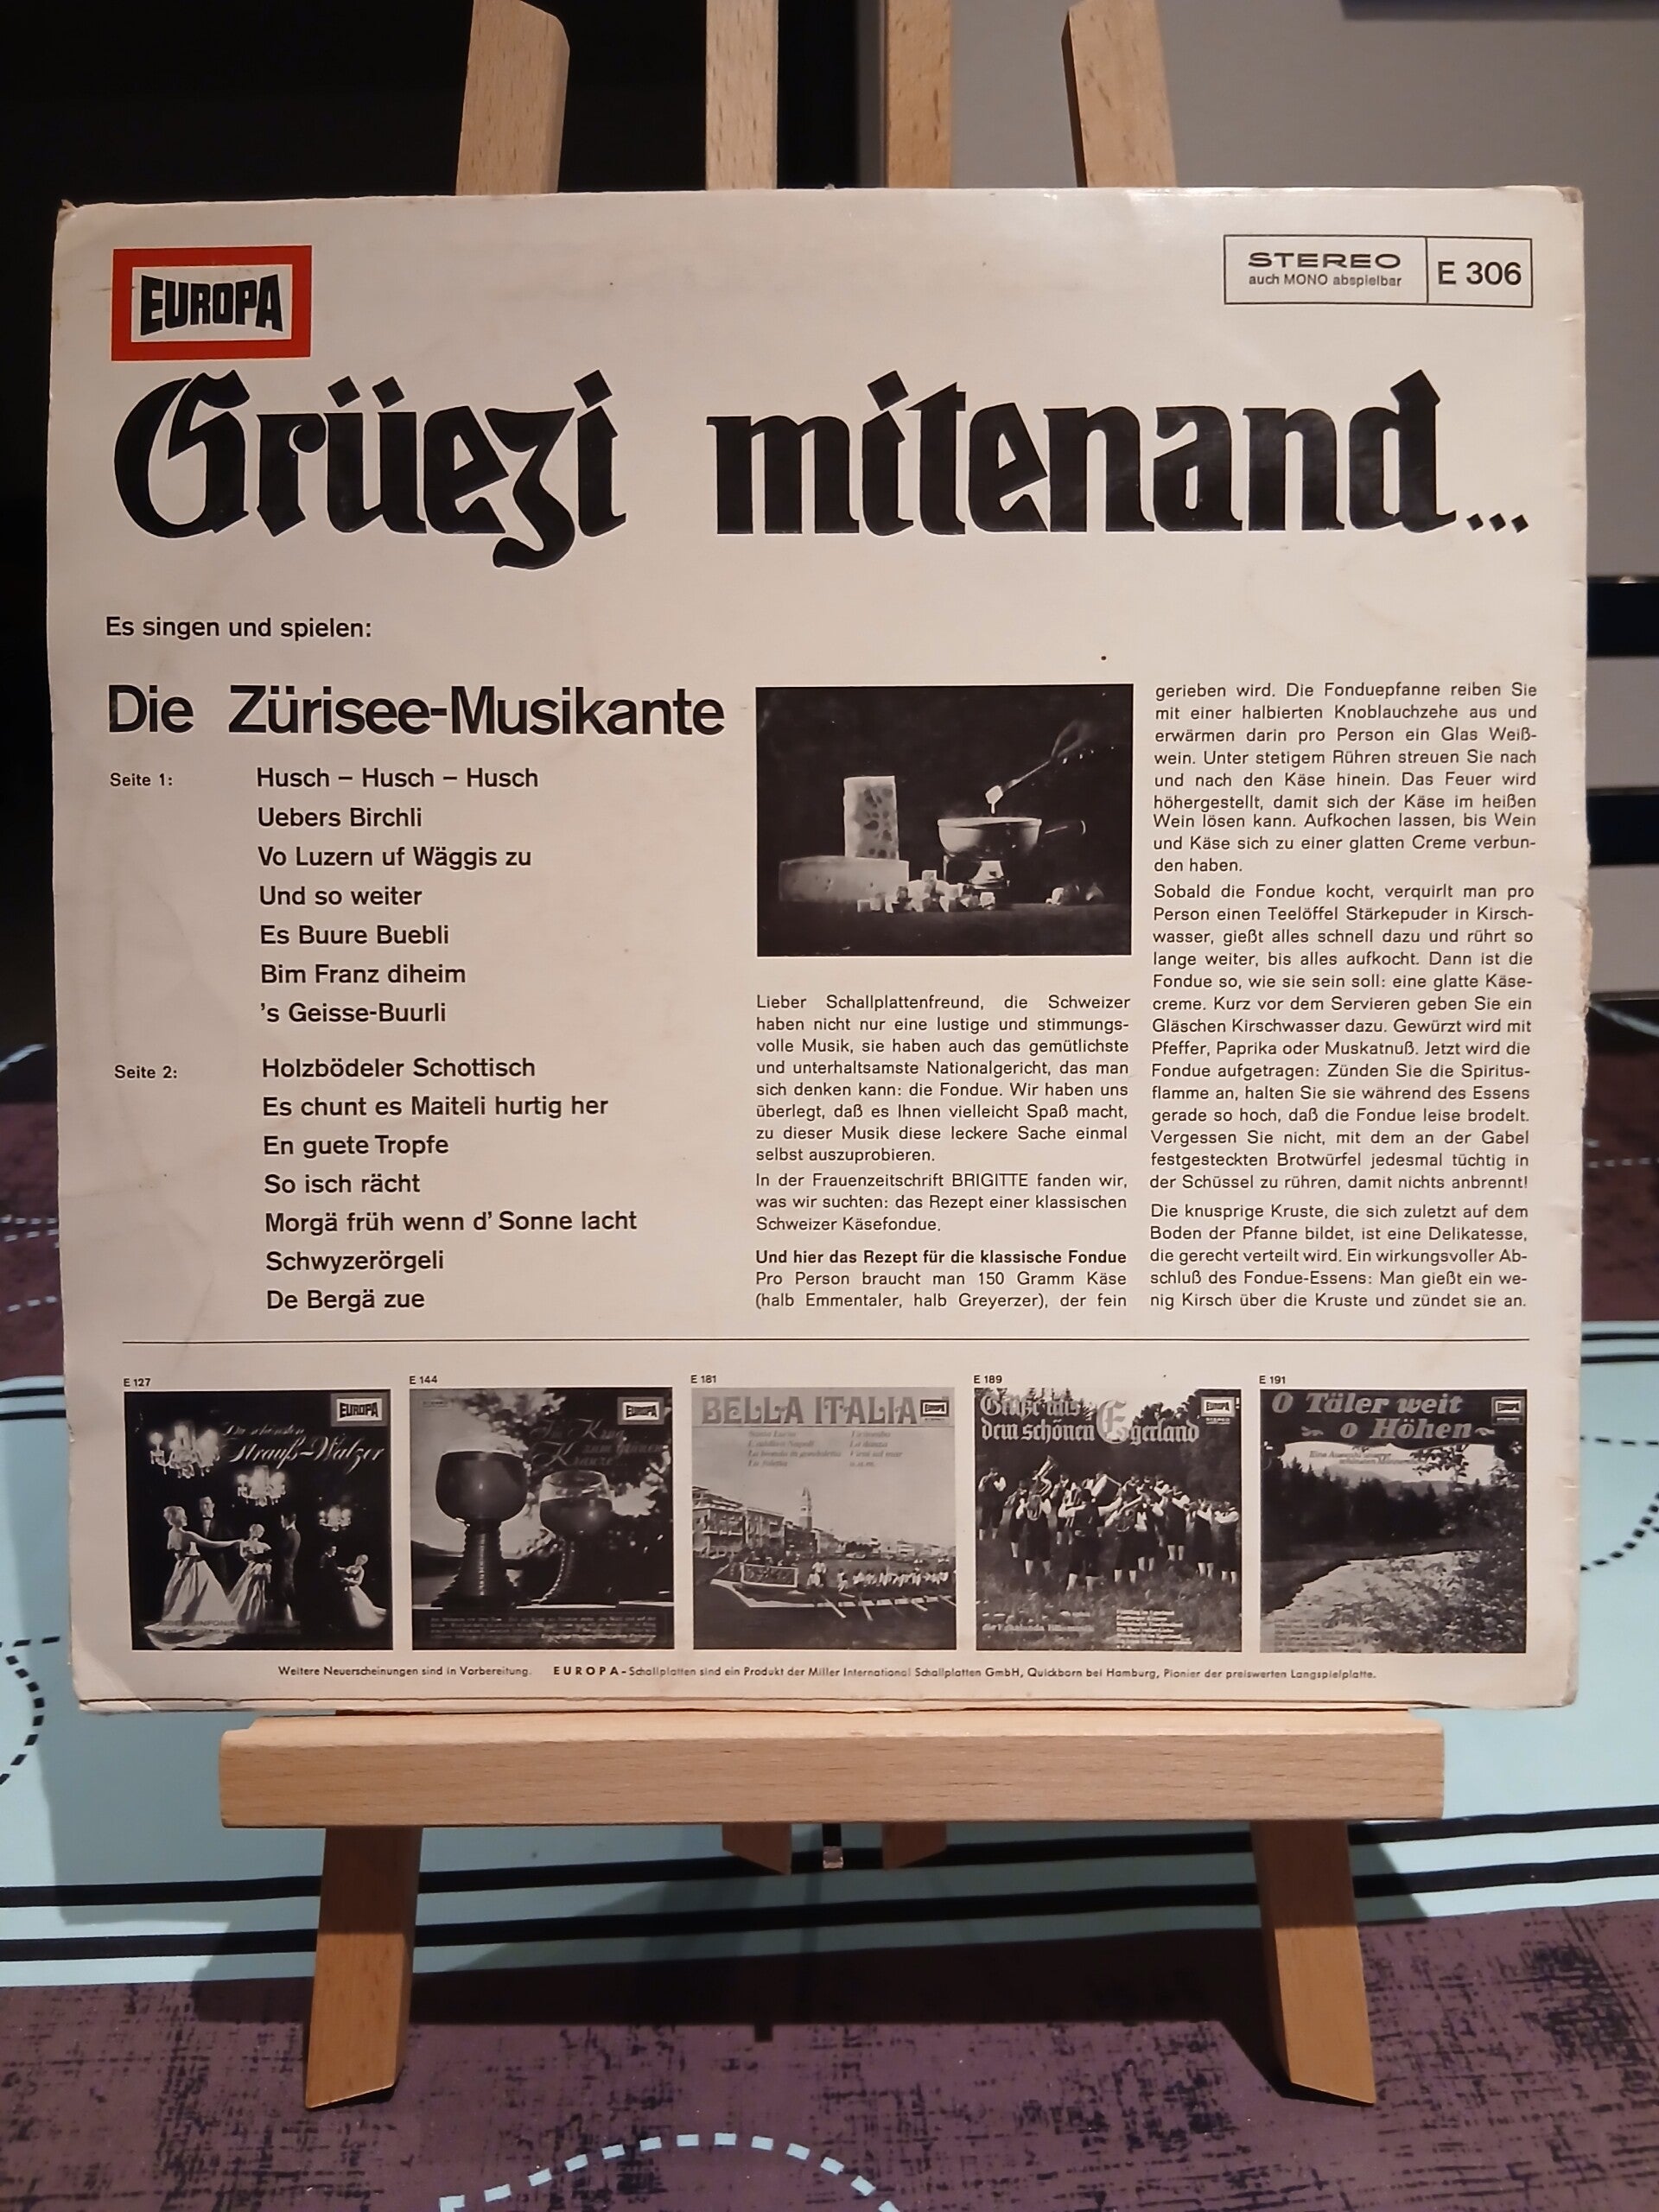 EUROPA
STEREO
auch MONO abspielbar
E 306
Grüezi mitenand...
Es singen und spielen:
Die Zürisee-Musikante
Seite 1:
Husch – Husch – Husch
Uebers Birchli
Vo Luzern uf Wäggis zu
Und so weiter
Es Buure Buebli
Bim Franz diheim
's Geisse-Buurli
Seite 2:
Holzbödeler Schottisch
Es chunt es Maiteli hurtig her
En guete Tropfe
So isch rächt
Morgä früh wenn d' Sonne lacht
Schwyzerörgeli
De Bergä zue
Lieber Schallplattenfreund, die Schweizer
haben nicht nur eine lustige und stimmungs-
volle Musik, sie haben auch das gemütlichste
und unterhaltsamste Nationalgericht, das man
sich denken kann: die Fondue. Wir haben uns
überlegt, daß es Ihnen vielleicht Spaß macht,
zu dieser Musik diese leckere Sache einmal
selbst auszuprobieren.
In der Frauenzeitschrift BRIGITTE fanden wir,
was wir suchten: das Rezept einer klassischen
Schweizer Käsefondue.
Und hier das Rezept für die klassische Fondue
Pro Person braucht man 150 Gramm Käse
(halb Emmentaler, halb Greyerzer), der fein
gerieben wird. Die Fonduepfanne reiben Sie
mit einer halbierten Knoblauchzehe aus und
erwärmen darin pro Person ein Glas Weiß-
wein. Unter stetigem Rühren streuen Sie nach
und nach den Käse hinein. Das Feuer wird
höhergestellt, damit sich der Käse im heißen
Wein lösen kann. Aufkochen lassen, bis Wein
und Käse sich zu einer glatten Creme verbun-
den haben.
Sobald die Fondue kocht, verquirlt man pro
Person einen Teelöffel Stärkepuder in Kirsch-
wasser, gießt alles schnell dazu und rührt so
lange weiter, bis alles aufkocht. Dann ist die
Fondue so, wie sie sein soll: eine glatte Käse-
creme. Kurz vor dem Servieren geben Sie ein
Gläschen Kirschwasser dazu. Gewürzt wird mit
Pfeffer, Paprika oder Muskatnuß. Jetzt wird die
Fondue aufgetragen: Zünden Sie die Spiritus-
flamme an, halten Sie sie während des Essens
gerade so hoch, daß die Fondue leise brodelt.
Vergessen Sie nicht, mit dem an der Gabel
festgesteckten Brotwürfel jedesmal tüchtig in
der Schüssel zu rühren, damit nichts anbrennt!
Die knusprige Kruste, die sich zuletzt auf dem
Boden der Pfanne bildet, ist eine Delikatesse,
die gerecht verteilt wird. Ein wirkungsvoller Ab-
schluß des Fondue-Essens: Man gießt ein we-
nig Kirsch über die Kruste und zündet sie an.
E 127
EUROPA
Die schönsten
Strauß-Walzer
E 144
EUROPA
E 181
BELLA ITALIA
EUROPA
E 189
Grüße aus
dem schönen Egerland
EUROPA
E 191
O Täler weit
o Höhen
EUROPA
Weitere Neuerscheinungen sind in Vorbereitung. EUROPA-Schallplatten sind ein Produkt der Miller International Schallplatten GmbH, Quickborn bei Hamburg, Pionier der preiswerten Langspielplatte.